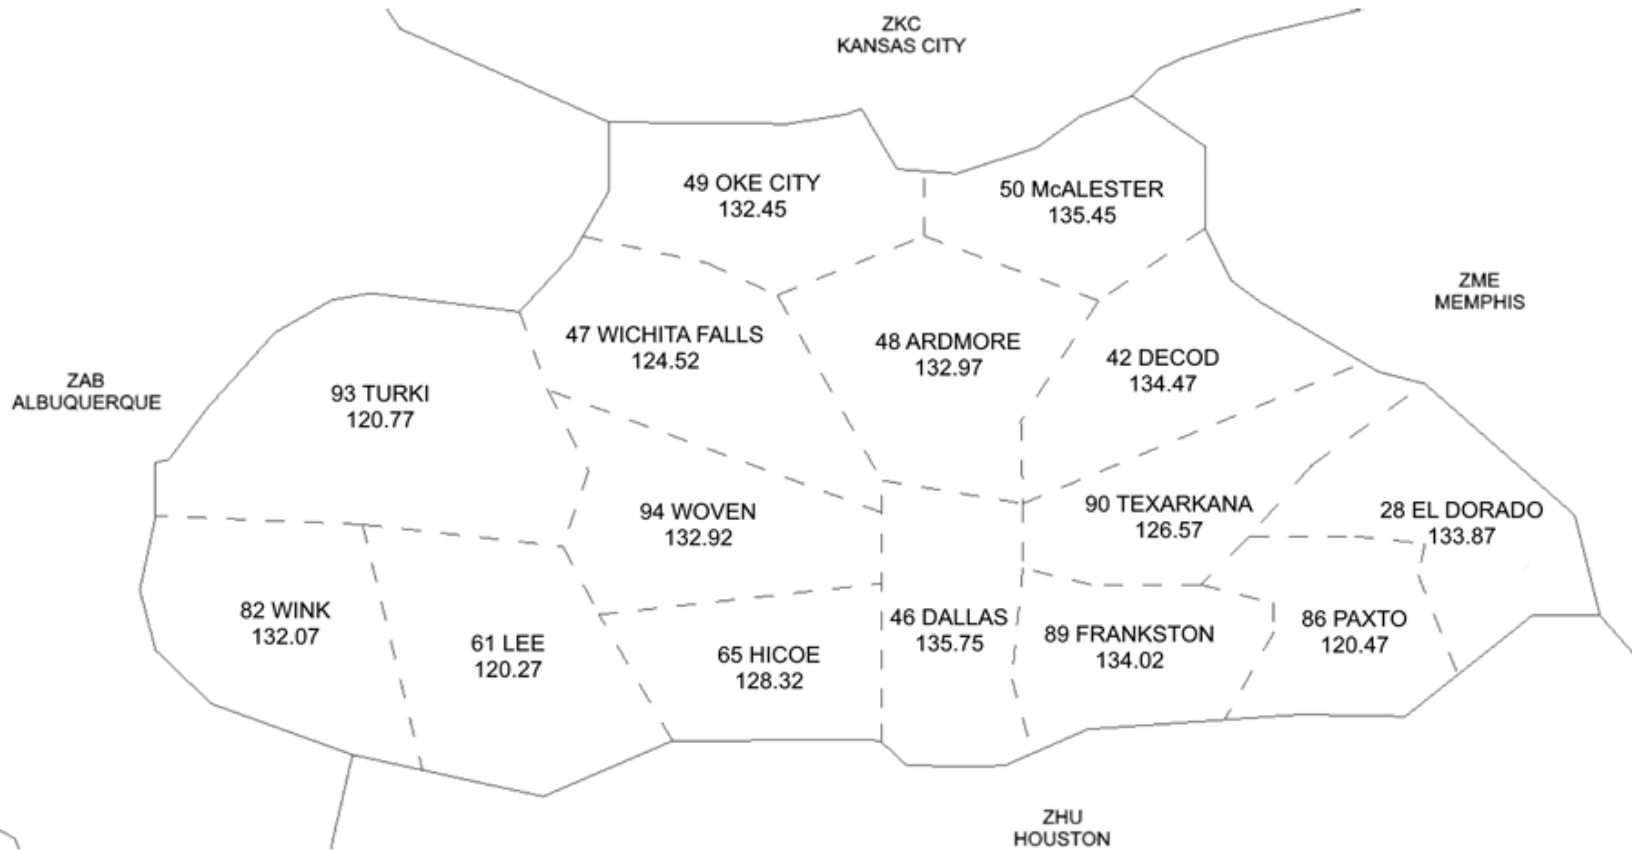 ZKC
KANSAS CITY
49 OKE CITY
132.45
50 McALESTER
135.45
ZME
MEMPHIS
47 WICHITA FALLS
124.52
48 ARDMORE
132.97
42 DECOD
134.47
ZAB
ALBUQUERQUE
93 TURKI
120.77
94 WOVEN
132.92
90 TEXARKANA
126.57
28 EL DORADO
133.87
82 WINK
132.07
61 LEE
120.27
65 HICOE
128.32
46 DALLAS
135.75
89 FRANKSTON
134.02
86 PAXTO
120.47
ZHU
HOUSTON